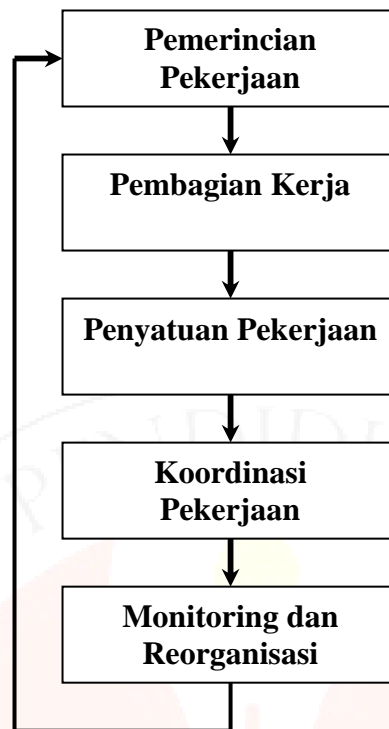 Pemerincian
Pekerjaan
Pembagian Kerja
Penyatuan Pekerjaan
Koordinasi
Pekerjaan
Monitoring dan
Reorganisasi